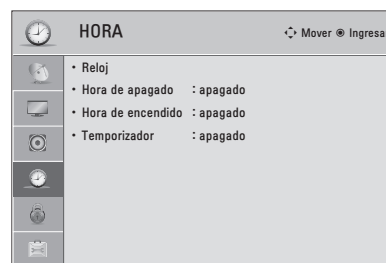 HORA
Mover Ingresa
• Reloj
• Hora de apagado : apagado
• Hora de encendido : apagado
• Temporizador : apagado